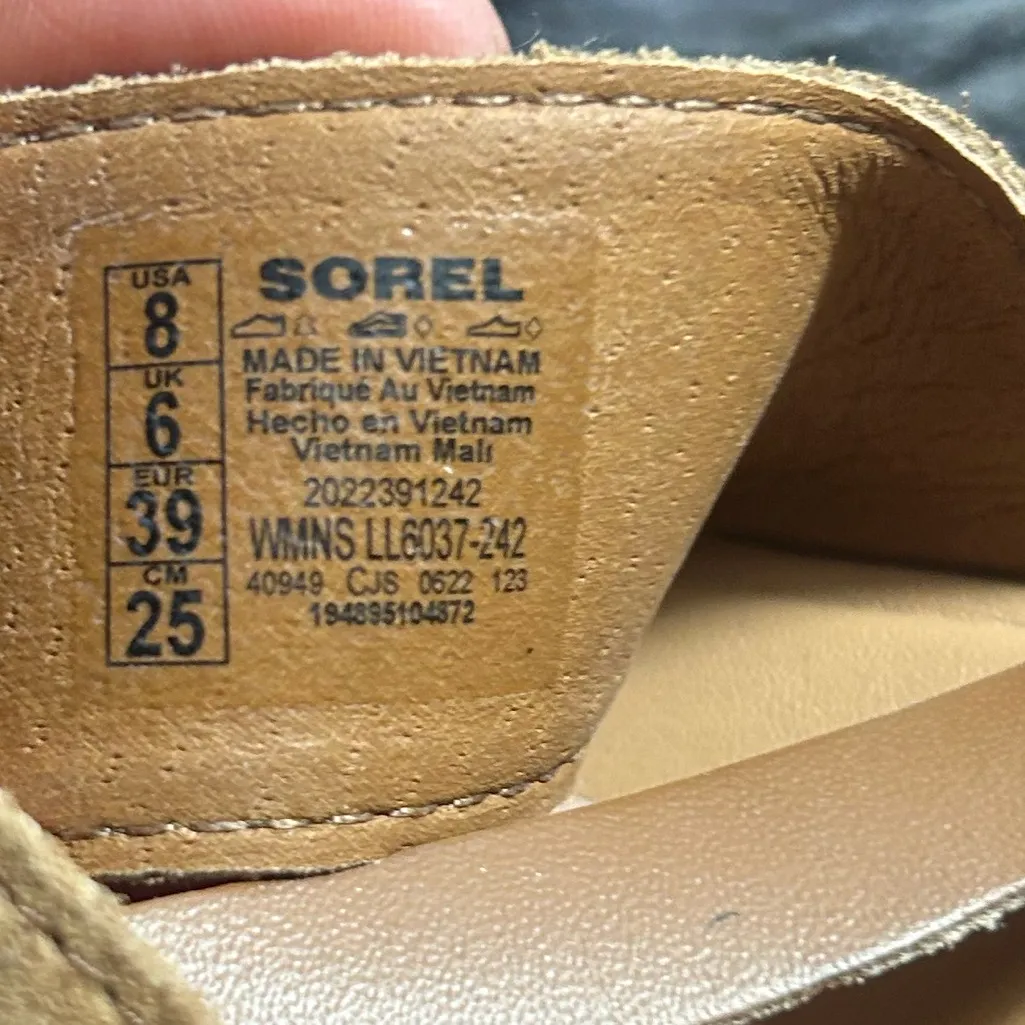 USA
8
UK
6
EUR
39
CM
25
SOREL
MADE IN VIETNAM
Fabriqué Au Vietnam
Hecho en Vietnam
Vietnam Malı
2022391242
WMNS LL6037-242
40949 CJS 0622 123
194895104872